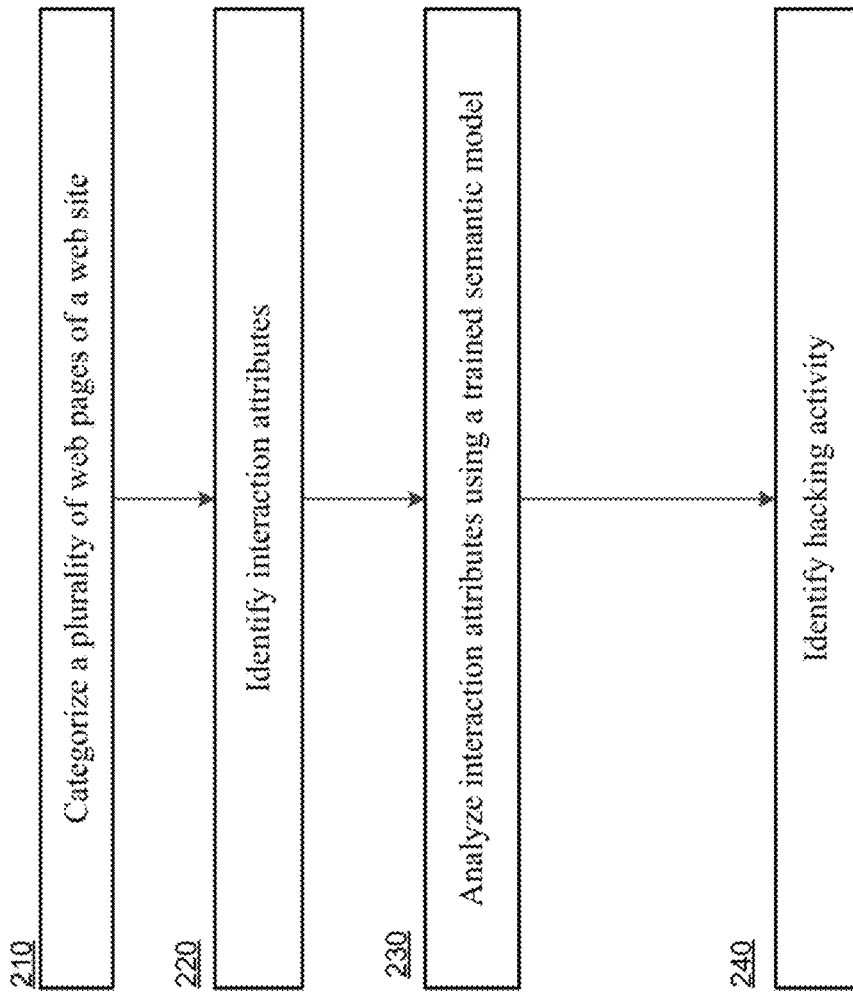 210
Categorize a plurality of web pages of a web site
220
Identify interaction attributes
230
Analyze interaction attributes using a trained semantic model
240
Identify hacking activity